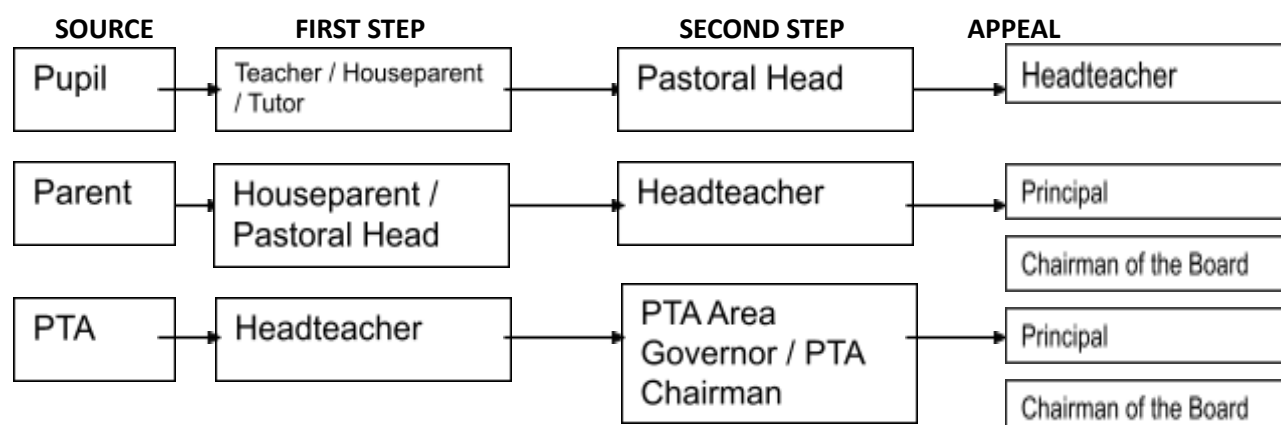 SOURCE FIRST STEP SECOND STEP APPEAL
Pupil
Teacher / Houseparent
/ Tutor
Pastoral Head
Headteacher
Parent
Houseparent /
Pastoral Head
Headteacher
Principal
Chairman of the Board
PTA
Headteacher
PTA Area
Governor / PTA
Chairman
Principal
Chairman of the Board